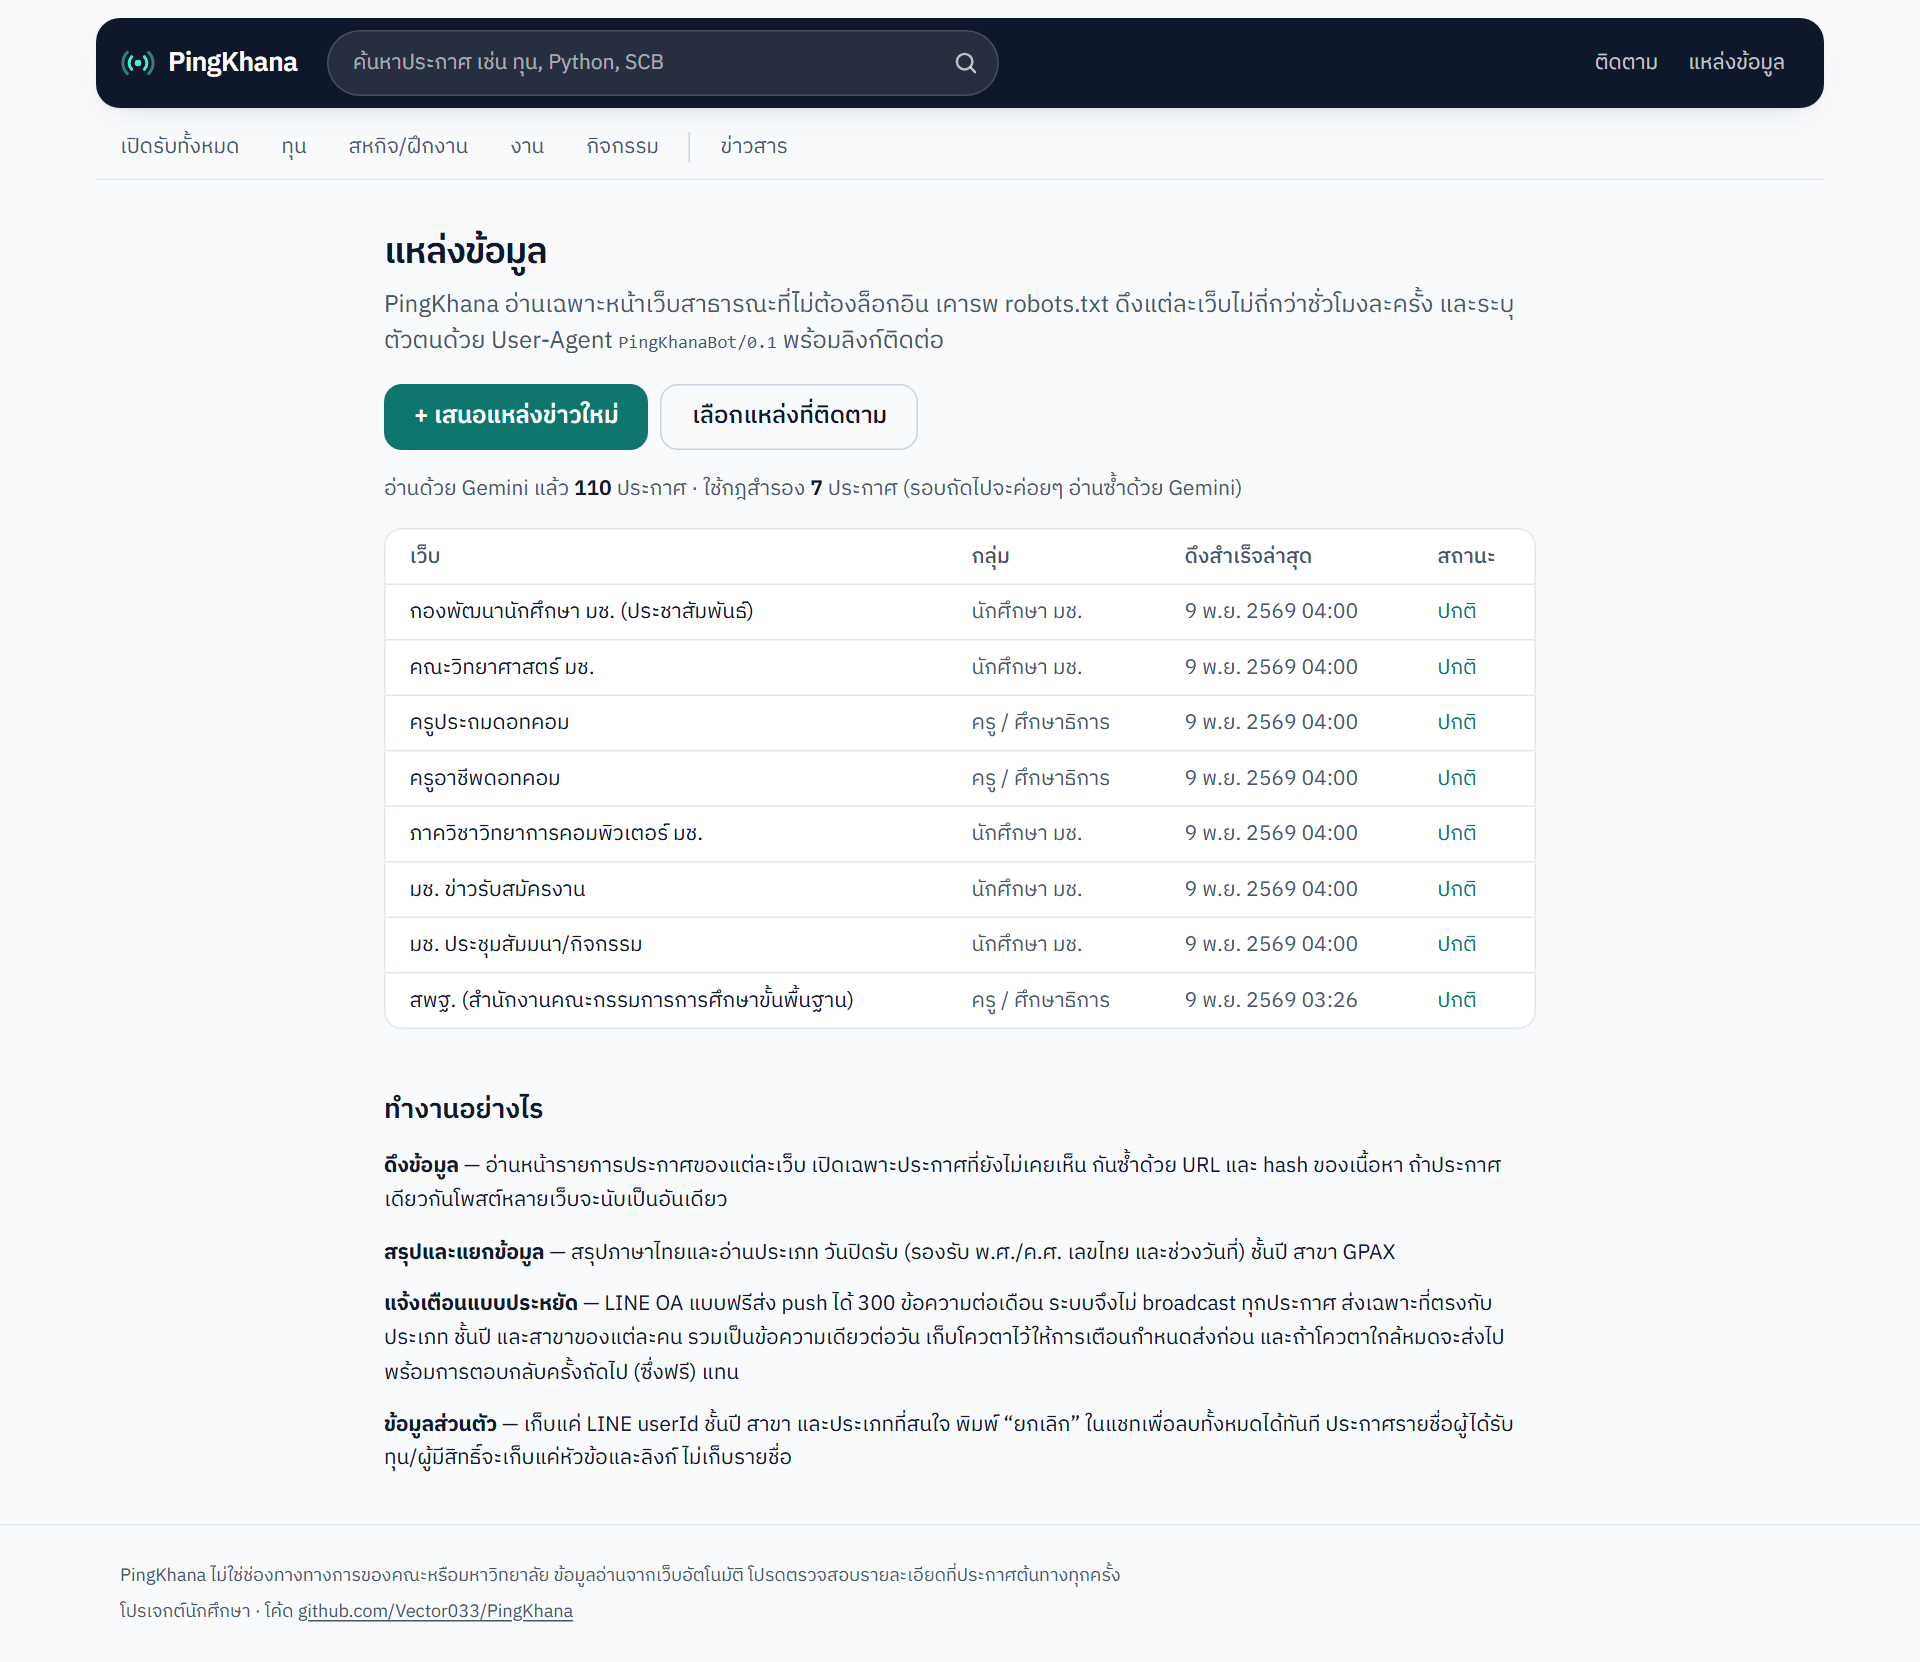 PingKhana
ค้นหาประกาศ เช่น ทุน, Python, SCB
ติดตาม แหล่งข้อมูล
เปิดรับทั้งหมด ทุน สหกิจ/ฝึกงาน งาน กิจกรรม ข่าวสาร
แหล่งข้อมูล
PingKhana อ่านเฉพาะหน้าเว็บสาธารณะที่ไม่ต้องล็อกอิน เคารพ robots.txt ดึงแต่ละเว็บไม่ถี่กว่าชั่วโมงละครั้ง และระบุ
ตัวตนด้วย User-Agent PingKhanaBot/0.1 พร้อมลิงก์ติดต่อ
+ เสนอแหล่งข่าวใหม่ เลือกแหล่งที่ติดตาม
อ่านด้วย Gemini แล้ว 110 ประกาศ · ใช้กฎสำรอง 7 ประกาศ (รอบถัดไปจะค่อยๆ อ่านซ้ำด้วย Gemini)
เว็บ กลุ่ม ดึงสำเร็จล่าสุด สถานะ
กองพัฒนานักศึกษา มช. (ประชาสัมพันธ์) นักศึกษา มช. 9 พ.ย. 2569 04:00 ปกติ
คณะวิทยาศาสตร์ มช. นักศึกษา มช. 9 พ.ย. 2569 04:00 ปกติ
ครูประถมดอทคอม ครู / ศึกษาธิการ 9 พ.ย. 2569 04:00 ปกติ
ครูอาชีพดอทคอม ครู / ศึกษาธิการ 9 พ.ย. 2569 04:00 ปกติ
ภาควิชาวิทยาการคอมพิวเตอร์ มช. นักศึกษา มช. 9 พ.ย. 2569 04:00 ปกติ
มช. ข่าวรับสมัครงาน นักศึกษา มช. 9 พ.ย. 2569 04:00 ปกติ
มช. ประชุมสัมมนา/กิจกรรม นักศึกษา มช. 9 พ.ย. 2569 04:00 ปกติ
สพฐ. (สำนักงานคณะกรรมการการศึกษาขั้นพื้นฐาน) ครู / ศึกษาธิการ 9 พ.ย. 2569 03:26 ปกติ
ทำงานอย่างไร
ดึงข้อมูล — อ่านหน้ารายการประกาศของแต่ละเว็บ เปิดเฉพาะประกาศที่ยังไม่เคยเห็น กันซ้ำด้วย URL และ hash ของเนื้อหา ถ้าประกาศ
เดียวกันโพสต์หลายเว็บจะนับเป็นอันเดียว
สรุปและแยกข้อมูล — สรุปภาษาไทยและอ่านประเภท วันปิดรับ (รองรับ พ.ศ./ค.ศ. เลขไทย และช่วงวันที่) ชั้นปี สาขา GPAX
แจ้งเตือนแบบประหยัด — LINE OA แบบฟรีส่ง push ได้ 300 ข้อความต่อเดือน ระบบจึงไม่ broadcast ทุกประกาศ ส่งเฉพาะที่ตรงกับ
ประเภท ชั้นปี และสาขาของแต่ละคน รวมเป็นข้อความเดียวต่อวัน เก็บโควตาไว้ให้การเตือนกำหนดส่งก่อน และถ้าโควตาใกล้หมดจะส่งไป
พร้อมการตอบกลับครั้งถัดไป (ซึ่งฟรี) แทน
ข้อมูลส่วนตัว — เก็บแค่ LINE userId ชั้นปี สาขา และประเภทที่สนใจ พิมพ์ “ยกเลิก” ในแชทเพื่อลบทั้งหมดได้ทันที ประกาศรายชื่อผู้ได้รับ
ทุน/ผู้มีสิทธิ์จะเก็บแค่หัวข้อและลิงก์ ไม่เก็บรายชื่อ
PingKhana ไม่ใช่ช่องทางทางการของคณะหรือมหาวิทยาลัย ข้อมูลอ่านจากเว็บอัตโนมัติ โปรดตรวจสอบรายละเอียดที่ประกาศต้นทางทุกครั้ง
โปรเจกต์นักศึกษา · โค้ด github.com/Vector033/PingKhana